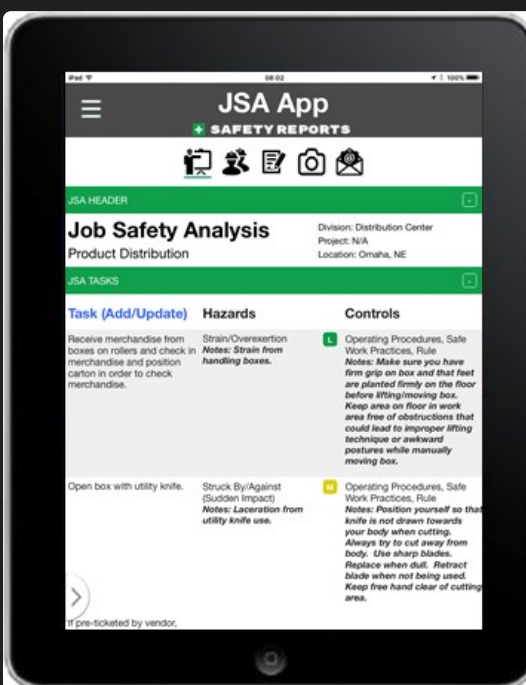 iPad
08:02
100%
JSA App
SAFETY REPORTS
JSA HEADER
Job Safety Analysis
Product Distribution
Division: Distribution Center
Project: N/A
Location: Omaha, NE
JSA TASKS
Task (Add/Update)
Hazards
Controls
Receive merchandise from
boxes on rollers and check in
merchandise and position
carton in order to check
merchandise.
Strain/Overexertion
Notes: Strain from
handling boxes.
L
Operating Procedures, Safe
Work Practices, Rule
Notes: Make sure you have
firm grip on box and that feet
are planted firmly on the floor
before lifting/moving box.
Keep area on floor in work
area free of obstructions that
could lead to improper lifting
technique or awkward
postures while manually
moving box.
Open box with utility knife.
Struck By/Against
(Sudden Impact)
Notes: Laceration from
utility knife use.
M
Operating Procedures, Safe
Work Practices, Rule
Notes: Position yourself so that
knife is not drawn towards
your body when cutting.
Always try to cut away from
body. Use sharp blades.
Replace when dull. Retract
blade when not being used.
Keep free hand clear of cutting
area.
If pre-ticketed by vendor,